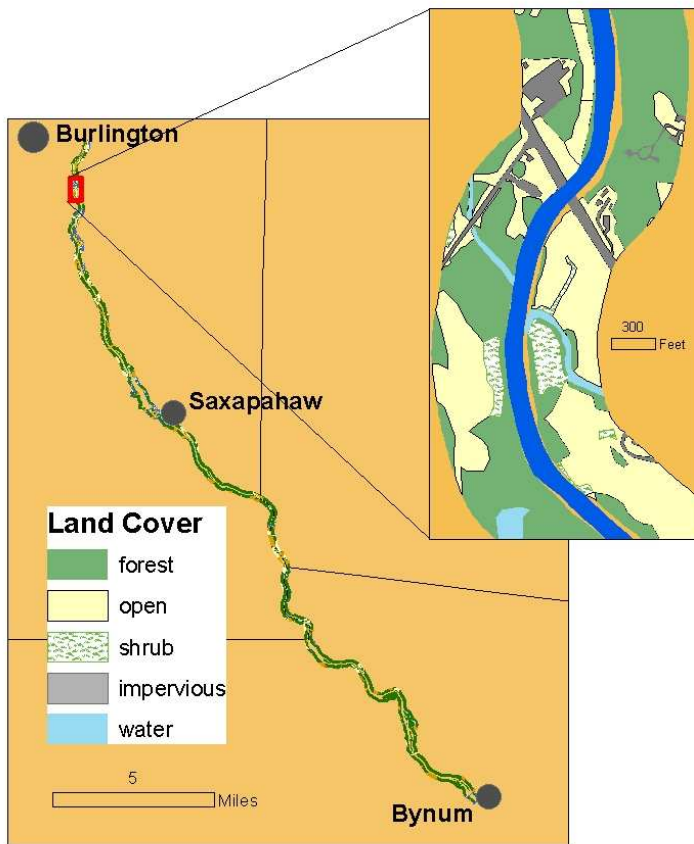 Burlington
300
Feet
Saxapahaw
Land Cover
forest
open
shrub
impervious
water
5
Miles
Bynum